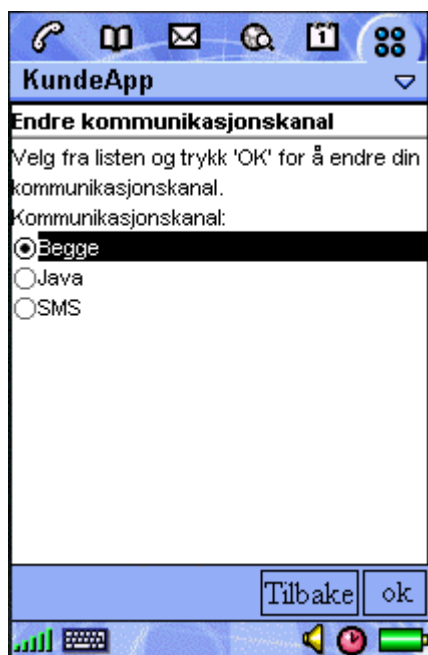 1
KundeApp
Endre kommunikasjonskanal
Velg fra listen og trykk 'OK' for å endre din
kommunikasjonskanal.
Kommunikasjonskanal:
Begge
Java
SMS
Tilbake ok